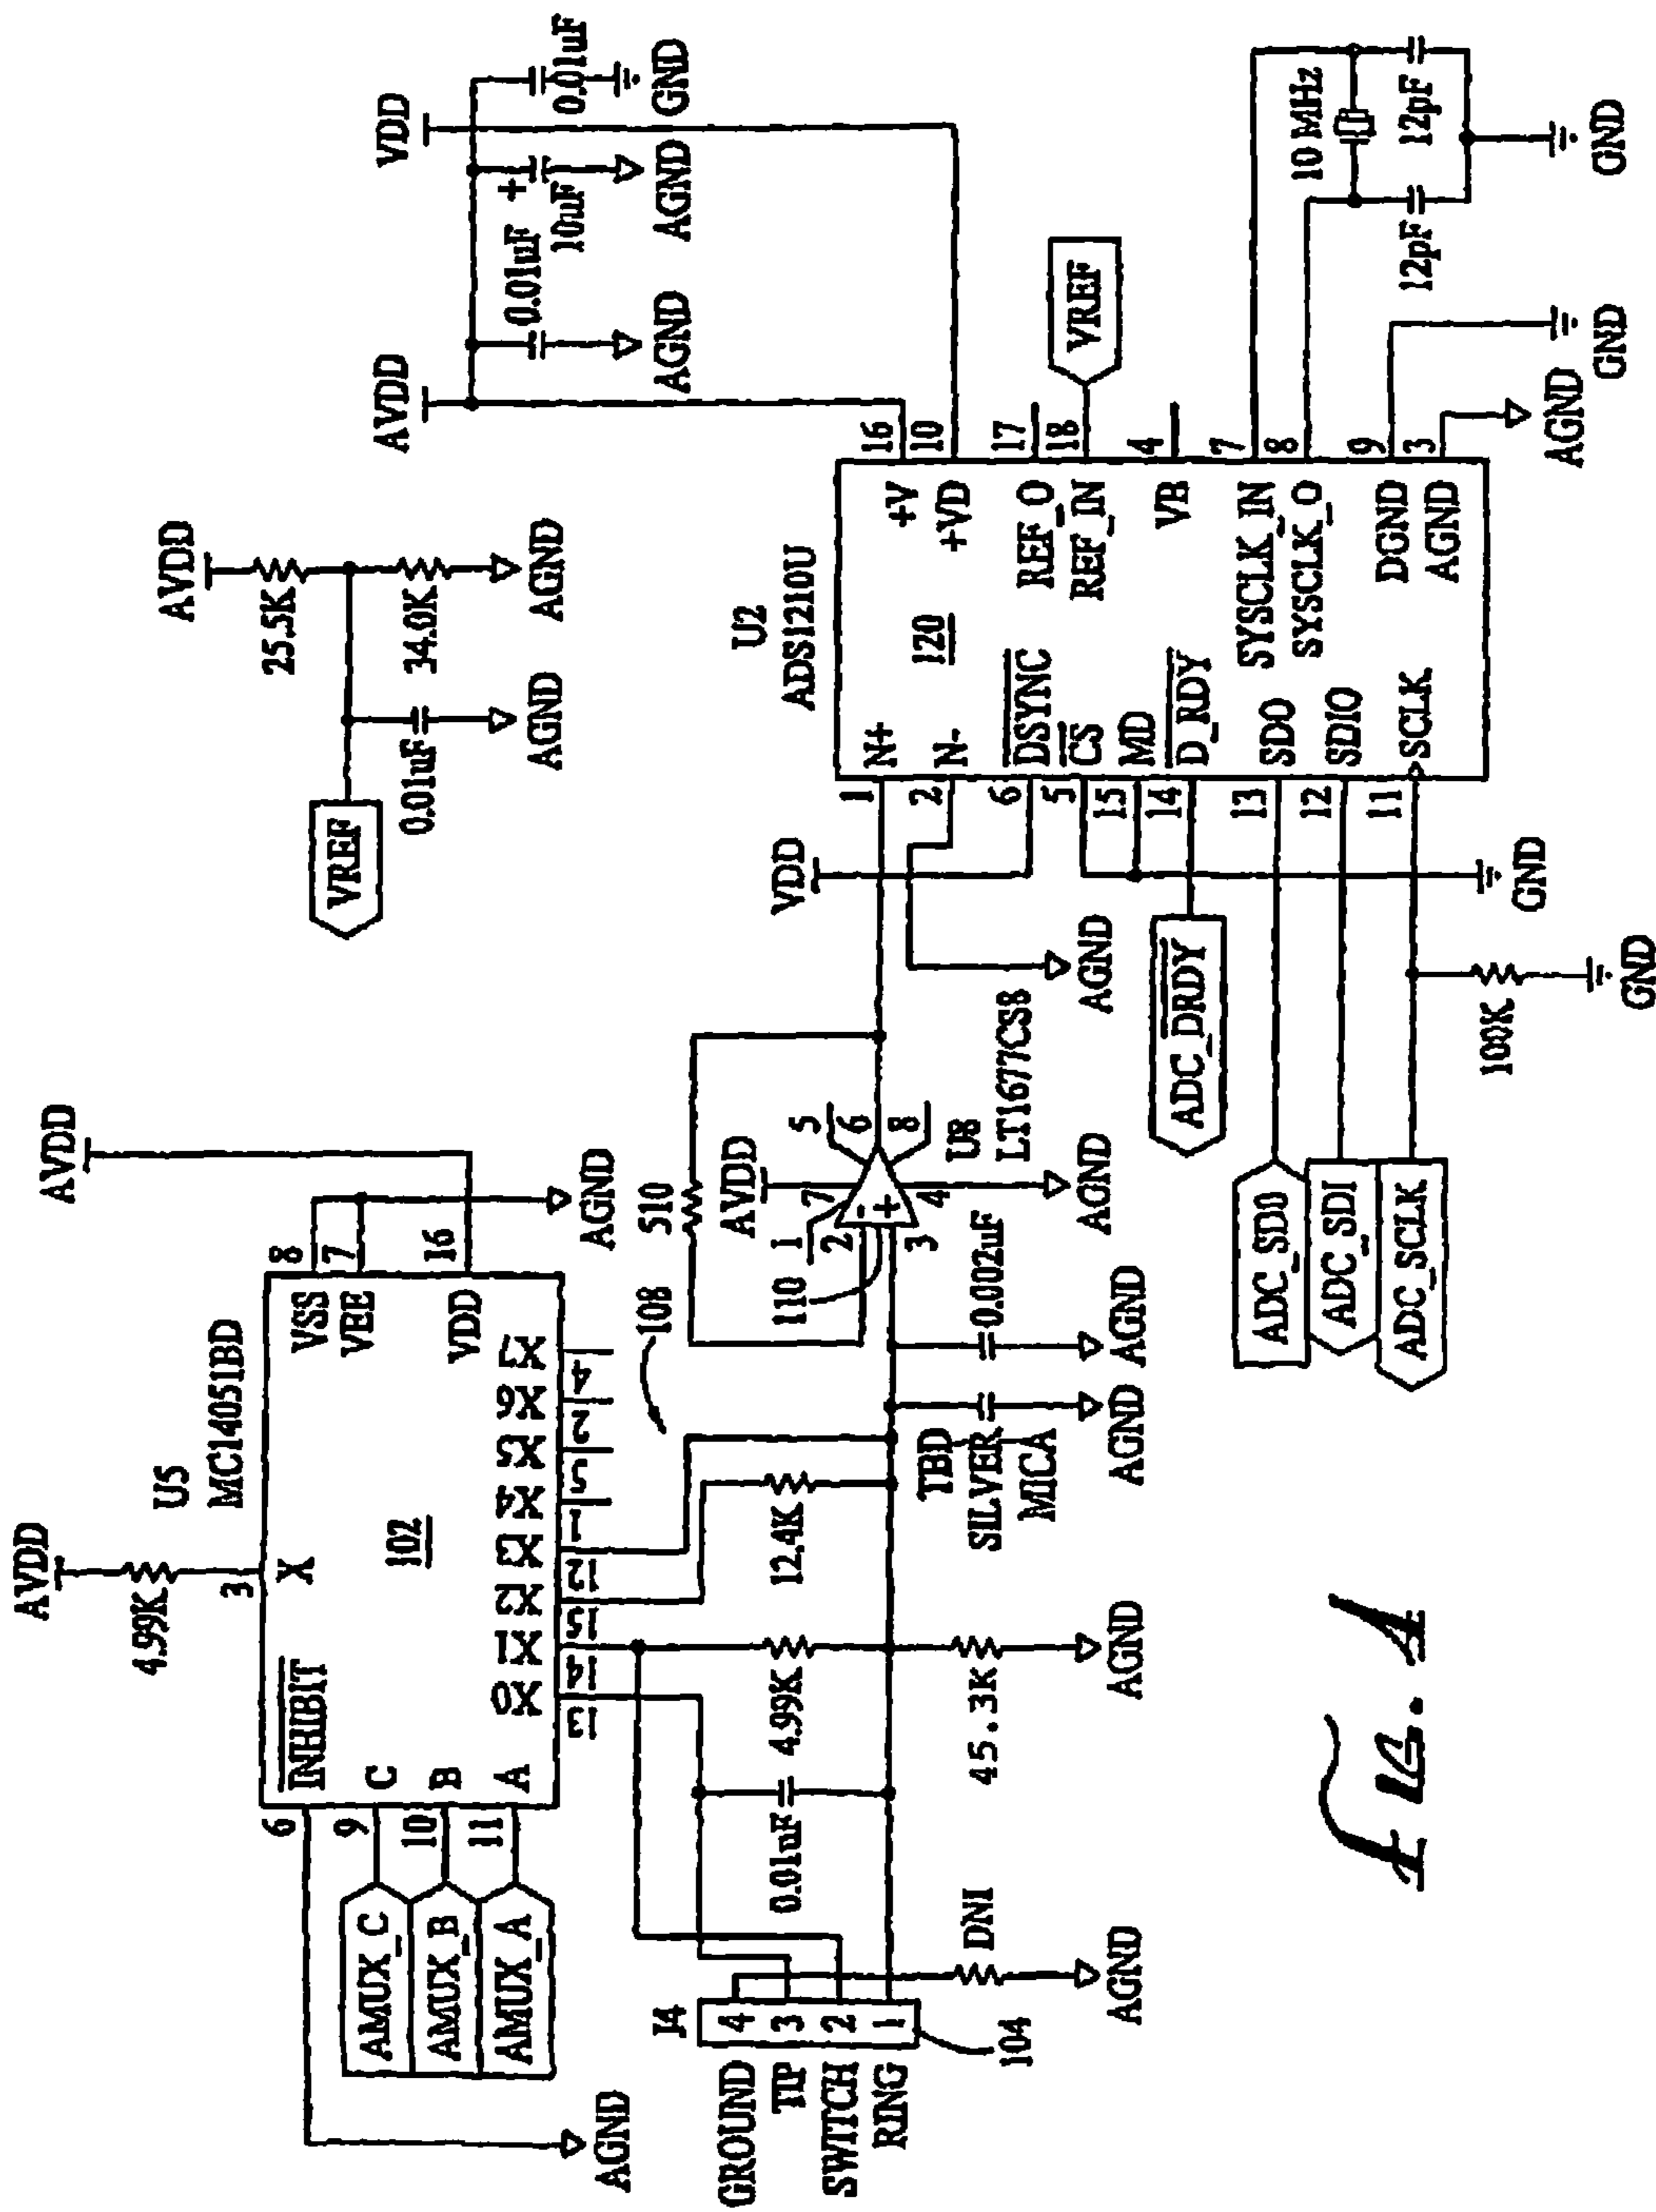 AVDD
4.99K
3
U5
MC14051BD
X
INHIBIT
102
C
B
A
6
9
10
11
AMUX_C
AMUX_B
AMUX_A
AGND
VSS
VEE
VDD
8
7
16
AVDD
AGND
X0
X1
X2
X3
X4
X5
X6
X7
13
14
15
12
1
5
2
4
108
J4
GROUND
TIP
SWITCH
RING
4
3
2
1
104
DNI
AGND
0.01uF
4.99K
45.3K
AGND
12.4K
TBD
SILVER
MICA
AGND
0.002uF
AGND
510
110
AVDD
1
2
3
7
4
5
6
8
-
+
U8
LT1677CS8
AGND
VREF
0.01uF
AGND
AVDD
25.5K
34.0K
AGND
AVDD
0.01uF
AGND
+
10uF
AGND
VDD
0.01uF
GND
U2
ADS1210U
120
N+
N-
DSYNC
CS
MD
D_RDY
SDO
SDIO
SCLK
1
2
6
5
15
14
13
12
11
+V
+VD
REF_O
REF_IN
VB
SYSCLK_IN
SYSCLK_O
DGND
AGND
16
10
17
18
4
7
8
9
3
VDD
AGND
GND
ADC_DRDY
ADC_SD0
ADC_SDI
ADC_SCLK
100K
GND
VREF
10 MHz
12pF
12pF
GND
GND
AGND
FIG. 1